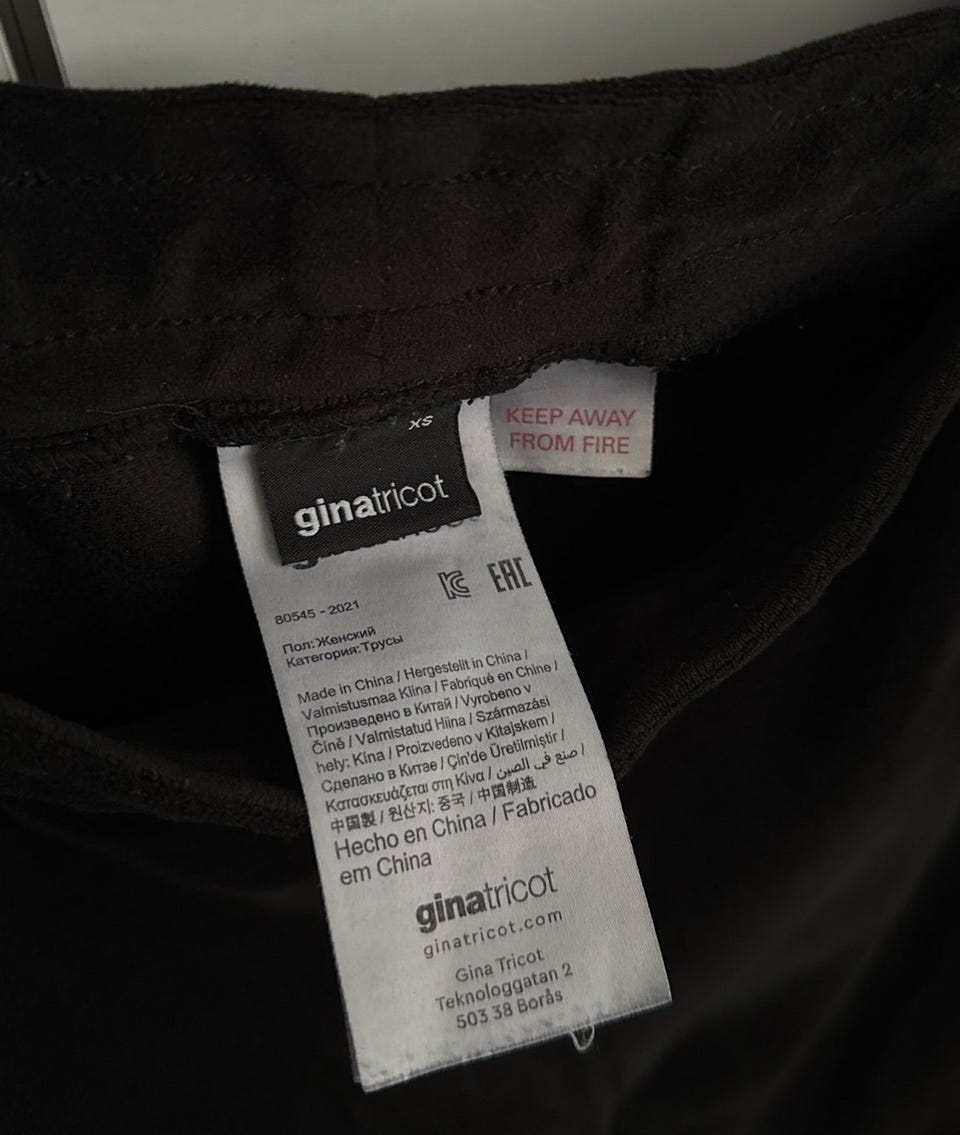 XS
ginatricot
KEEP AWAY
FROM FIRE
EAC
80545 - 2021
Пол:Женский
Категория:Трусы
Made in China / Hergestellt in China /
Valmistusmaa Kiina / Fabriqué en Chine /
Произведено в Китай / Vyrobeno v
Číně / Valmistatud Hiina / Származási
hely: Kína / Proizvedeno v Kitajskem /
Сделано в Китае / Çin'de Üretilmiştir /
Κατασκευάζεται στη Κίνα / صنع في الصين /
中国製 / 원산지: 중국 / 中国制造
Hecho en China / Fabricado
em China
ginatricot
ginatricot.com
Gina Tricot
Teknologgatan 2
503 38 Borås